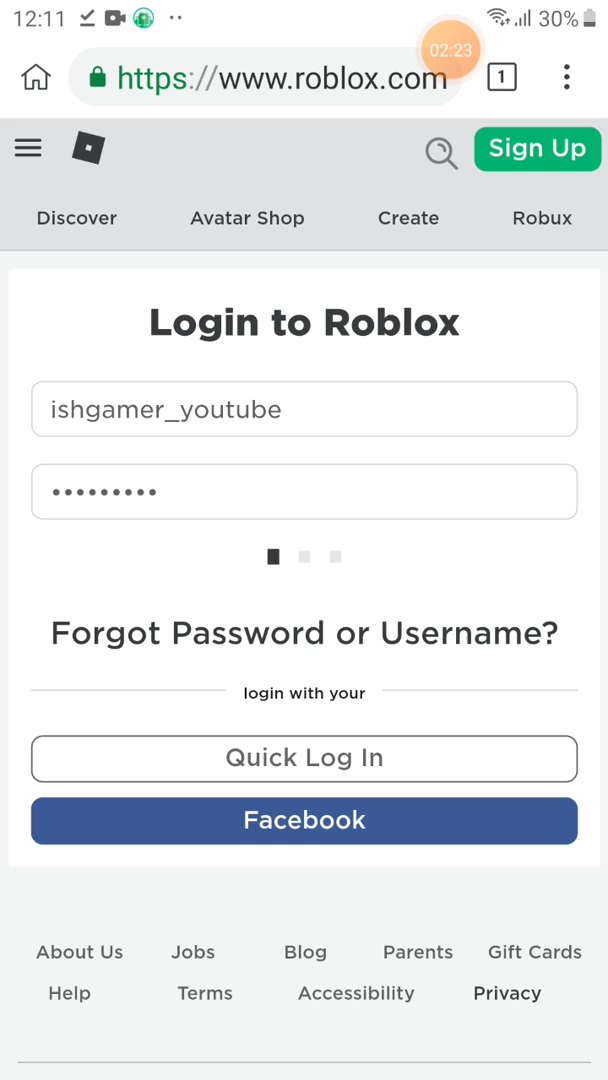 12:11 30%
02:23
https://www.roblox.com 1
Sign Up
Discover Avatar Shop Create Robux
Login to Roblox
ishgamer_youtube
•••••••••
Forgot Password or Username?
login with your
Quick Log In
Facebook
About Us Jobs Blog Parents Gift Cards
Help Terms Accessibility Privacy